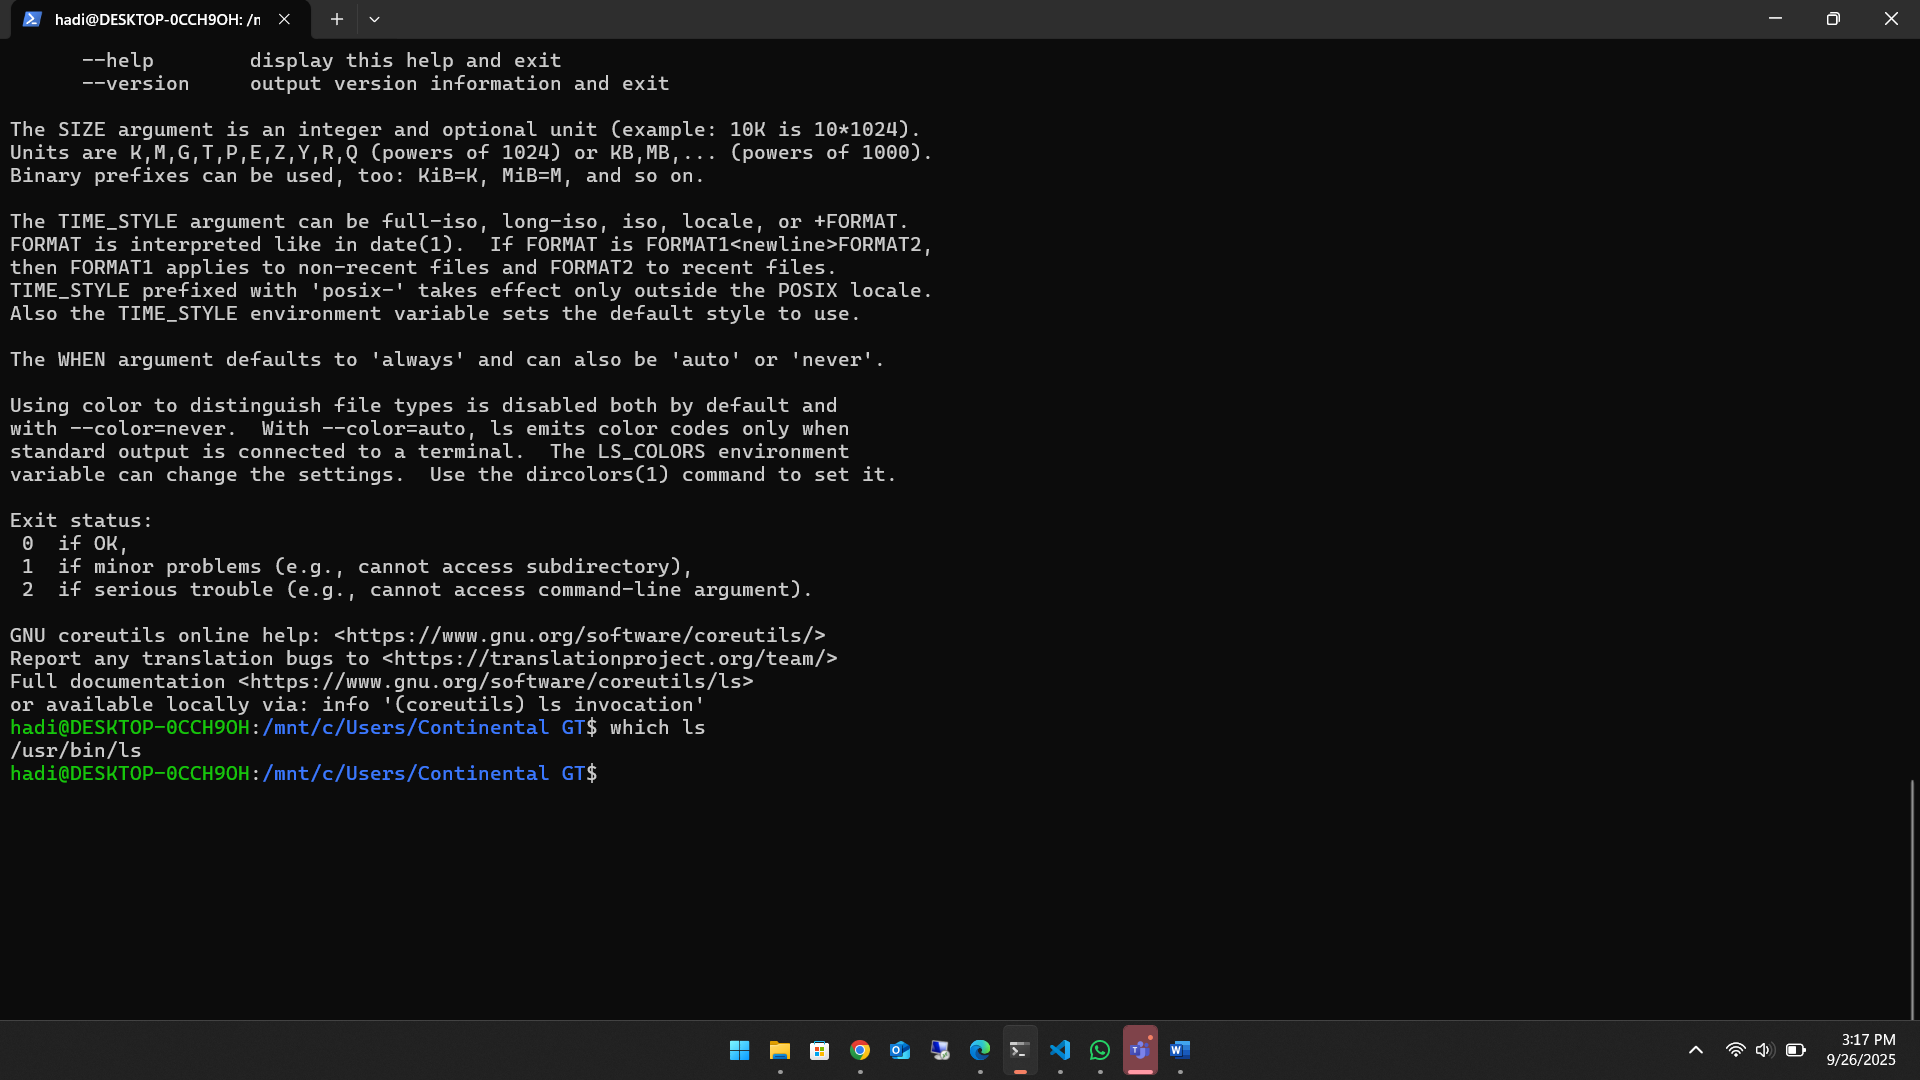 hadi@DESKTOP-0CCH9OH: /n
--help        display this help and exit
--version     output version information and exit
The SIZE argument is an integer and optional unit (example: 10K is 10*1024).
Units are K,M,G,T,P,E,Z,Y,R,Q (powers of 1024) or KB,MB,... (powers of 1000).
Binary prefixes can be used, too: KiB=K, MiB=M, and so on.
The TIME_STYLE argument can be full-iso, long-iso, iso, locale, or +FORMAT.
FORMAT is interpreted like in date(1).  If FORMAT is FORMAT1<newline>FORMAT2,
then FORMAT1 applies to non-recent files and FORMAT2 to recent files.
TIME_STYLE prefixed with 'posix-' takes effect only outside the POSIX locale.
Also the TIME_STYLE environment variable sets the default style to use.
The WHEN argument defaults to 'always' and can also be 'auto' or 'never'.
Using color to distinguish file types is disabled both by default and
with --color=never.  With --color=auto, ls emits color codes only when
standard output is connected to a terminal.  The LS_COLORS environment
variable can change the settings.  Use the dircolors(1) command to set it.
Exit status:
0  if OK,
1  if minor problems (e.g., cannot access subdirectory),
2  if serious trouble (e.g., cannot access command-line argument).
GNU coreutils online help: <https://www.gnu.org/software/coreutils/>
Report any translation bugs to <https://translationproject.org/team/>
Full documentation <https://www.gnu.org/software/coreutils/ls>
or available locally via: info '(coreutils) ls invocation'
hadi@DESKTOP-0CCH9OH:/mnt/c/Users/Continental GT$ which ls
/usr/bin/ls
hadi@DESKTOP-0CCH9OH:/mnt/c/Users/Continental GT$
3:17 PM
9/26/2025